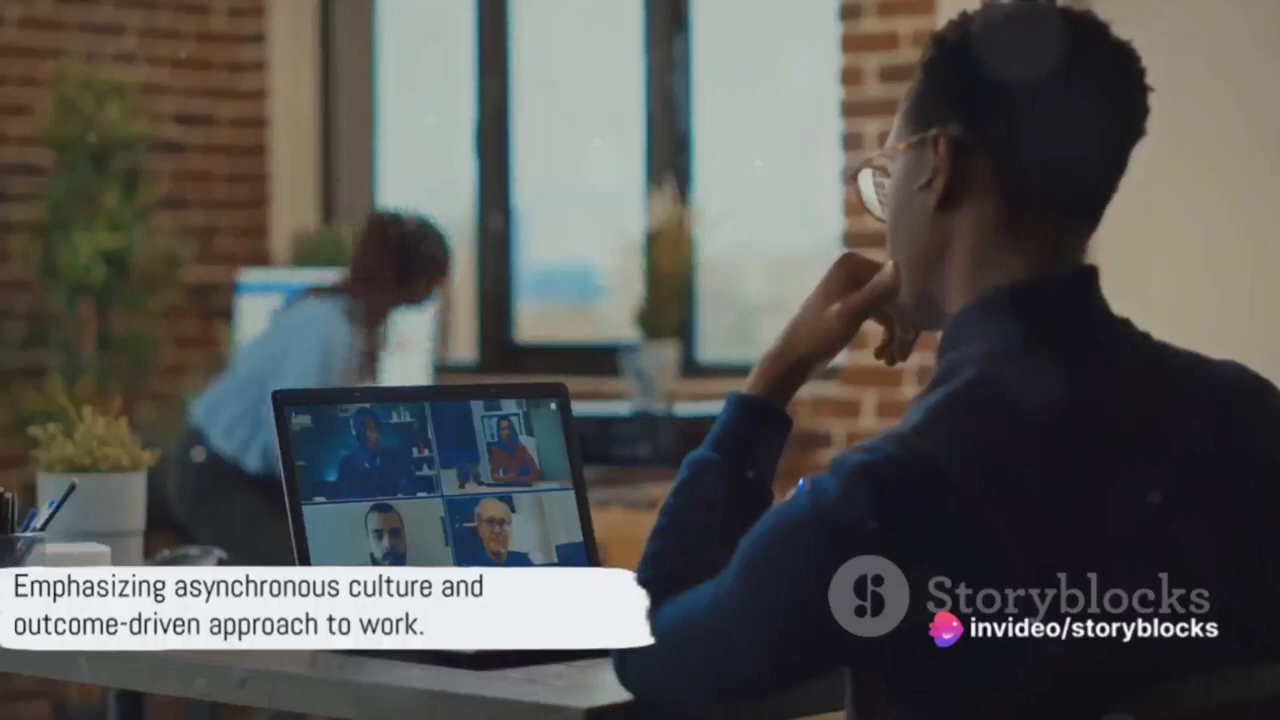 Emphasizing asynchronous culture and
outcome-driven approach to work.
Storyblocks
invideo/storyblocks